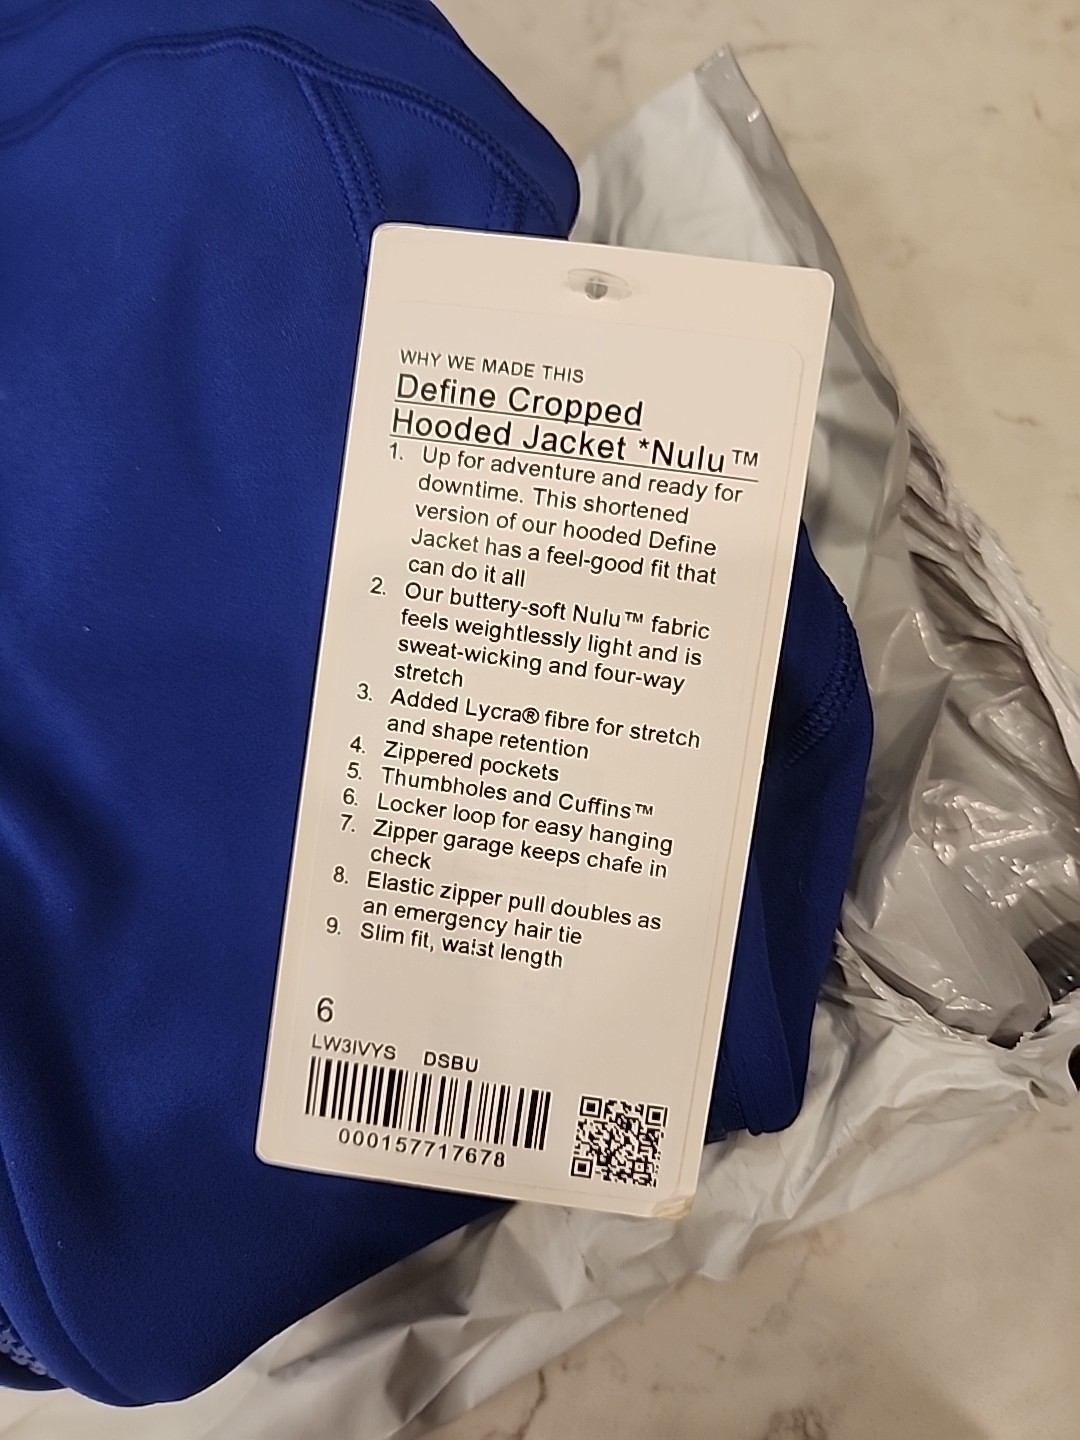 WHY WE MADE THIS
Define Cropped
Hooded Jacket *Nulu™
1. Up for adventure and ready for
downtime. This shortened
version of our hooded Define
Jacket has a feel-good fit that
can do it all
2. Our buttery-soft Nulu™ fabric
feels weightlessly light and is
sweat-wicking and four-way
stretch
3. Added Lycra® fibre for stretch
and shape retention
4. Zippered pockets
5. Thumbholes and Cuffins™
6. Locker loop for easy hanging
7. Zipper garage keeps chafe in
check
8. Elastic zipper pull doubles as
an emergency hair tie
9. Slim fit, waist length
6
LW3IVYS DSBU
000157717678